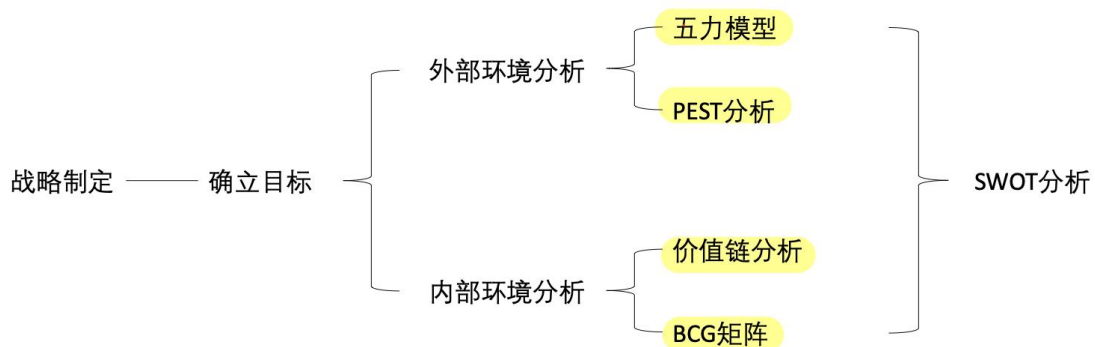 战略制定
确立目标
外部环境分析
五力模型
PEST分析
内部环境分析
价值链分析
BCG矩阵
SWOT分析